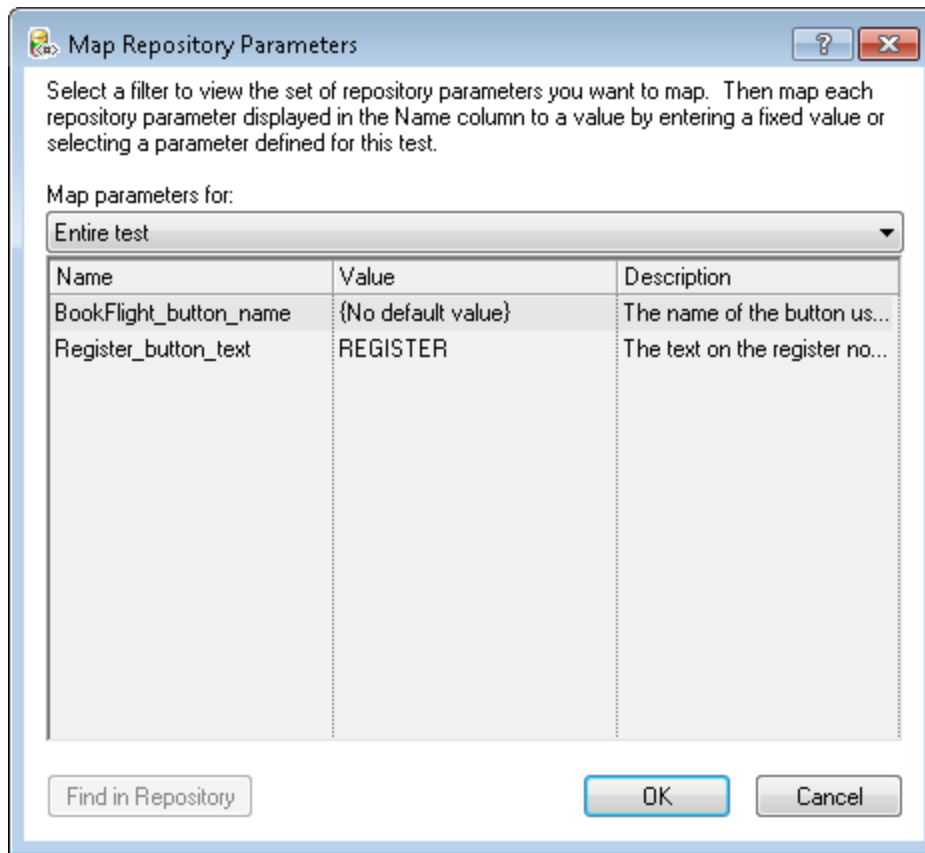 Map Repository Parameters
Select a filter to view the set of repository parameters you want to map. Then map each
repository parameter displayed in the Name column to a value by entering a fixed value or
selecting a parameter defined for this test.
Map parameters for:
Entire test
Name Value Description
BookFlight_button_name {No default value} The name of the button us...
Register_button_text REGISTER The text on the register no...
Find in Repository OK Cancel